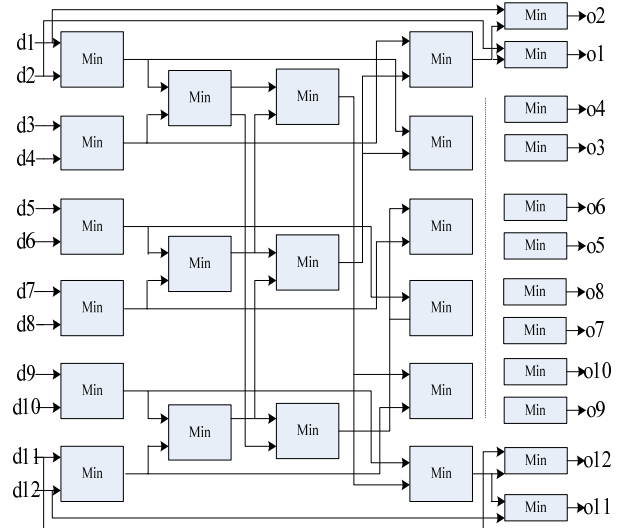 Min o2
d1
Min Min o1
d2 Min Min
Min
d3 Min o4
Min Min
d4 Min o3
d5 Min o6
Min Min
d6 Min o5
Min Min
d7 Min o8
Min Min
d8 Min o7
d9 Min o10
Min Min
d10 Min o9
Min Min
d11 Min o12
Min Min
d12
Min o11